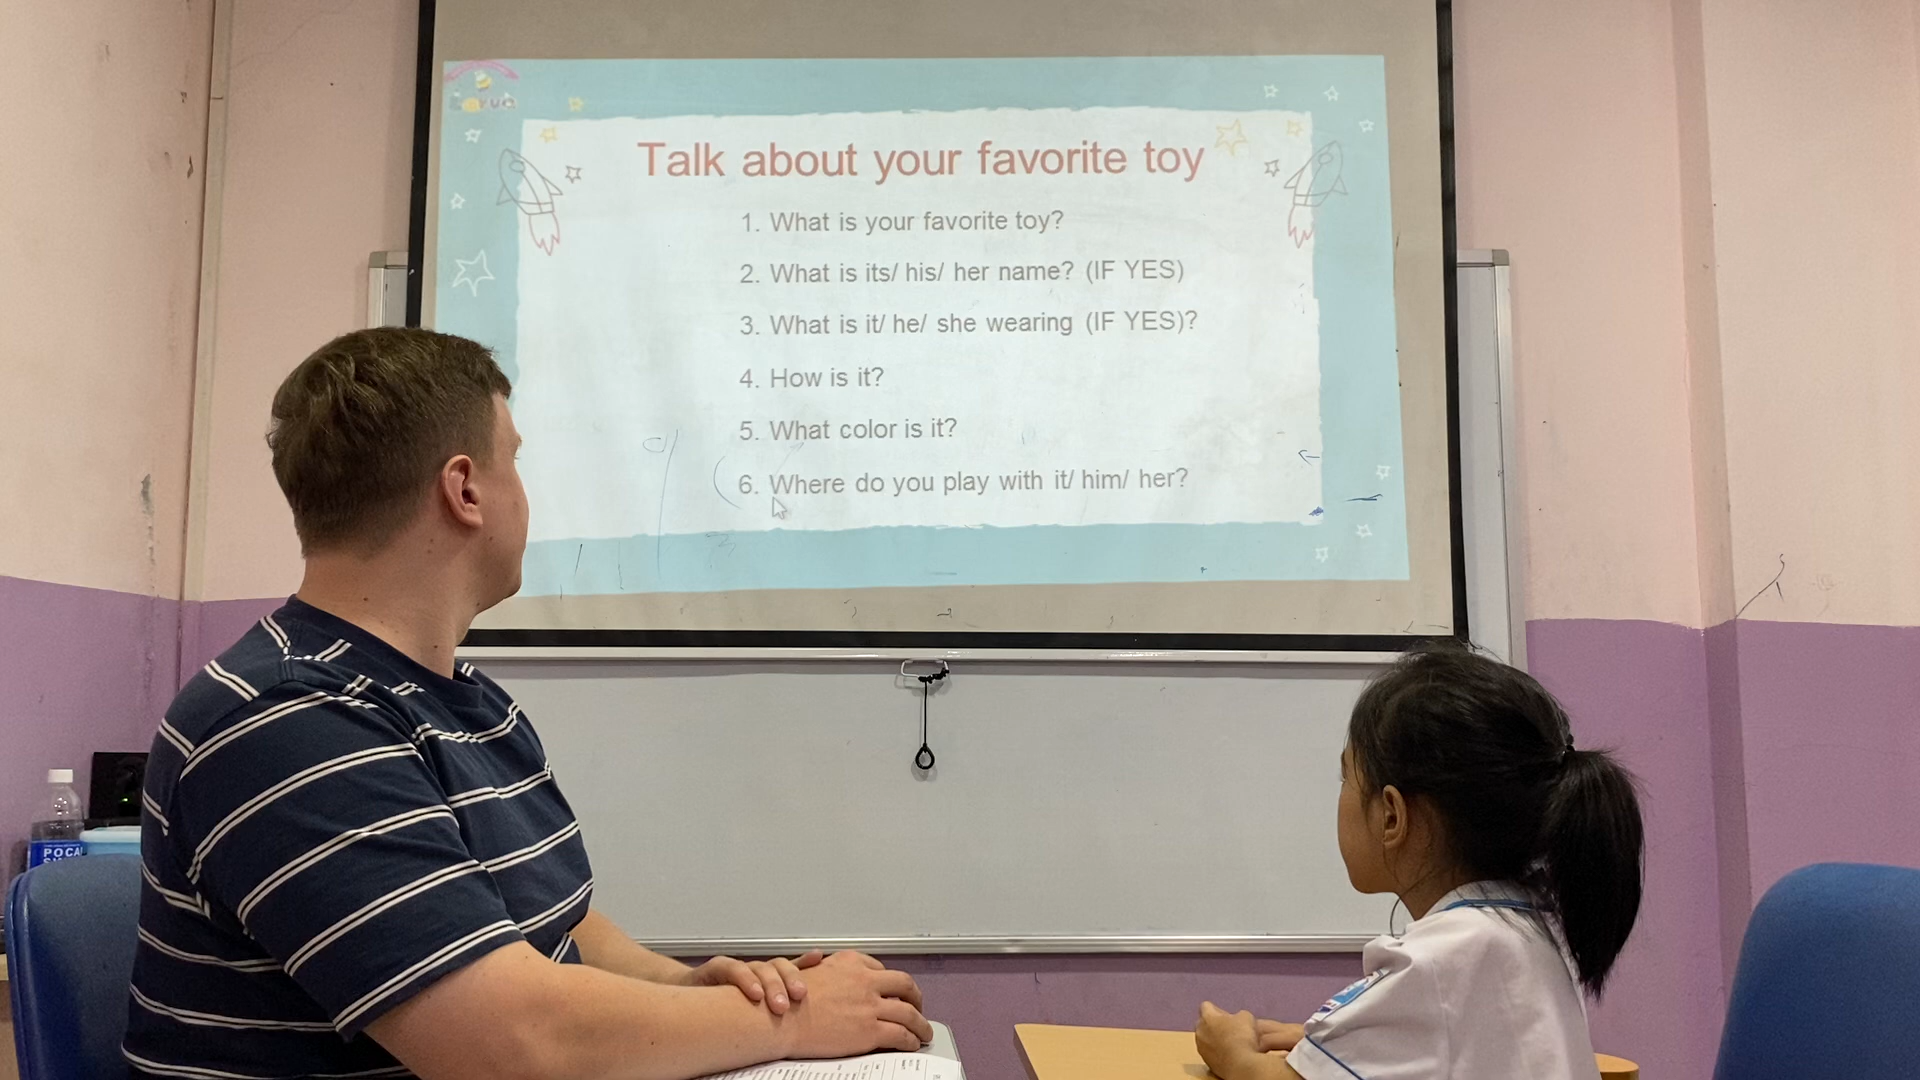 Talk about your favorite toy
1. What is your favorite toy?
2. What is its/ his/ her name? (IF YES)
3. What is it/ he/ she wearing (IF YES)?
4. How is it?
5. What color is it?
6. Where do you play with it/ him/ her?